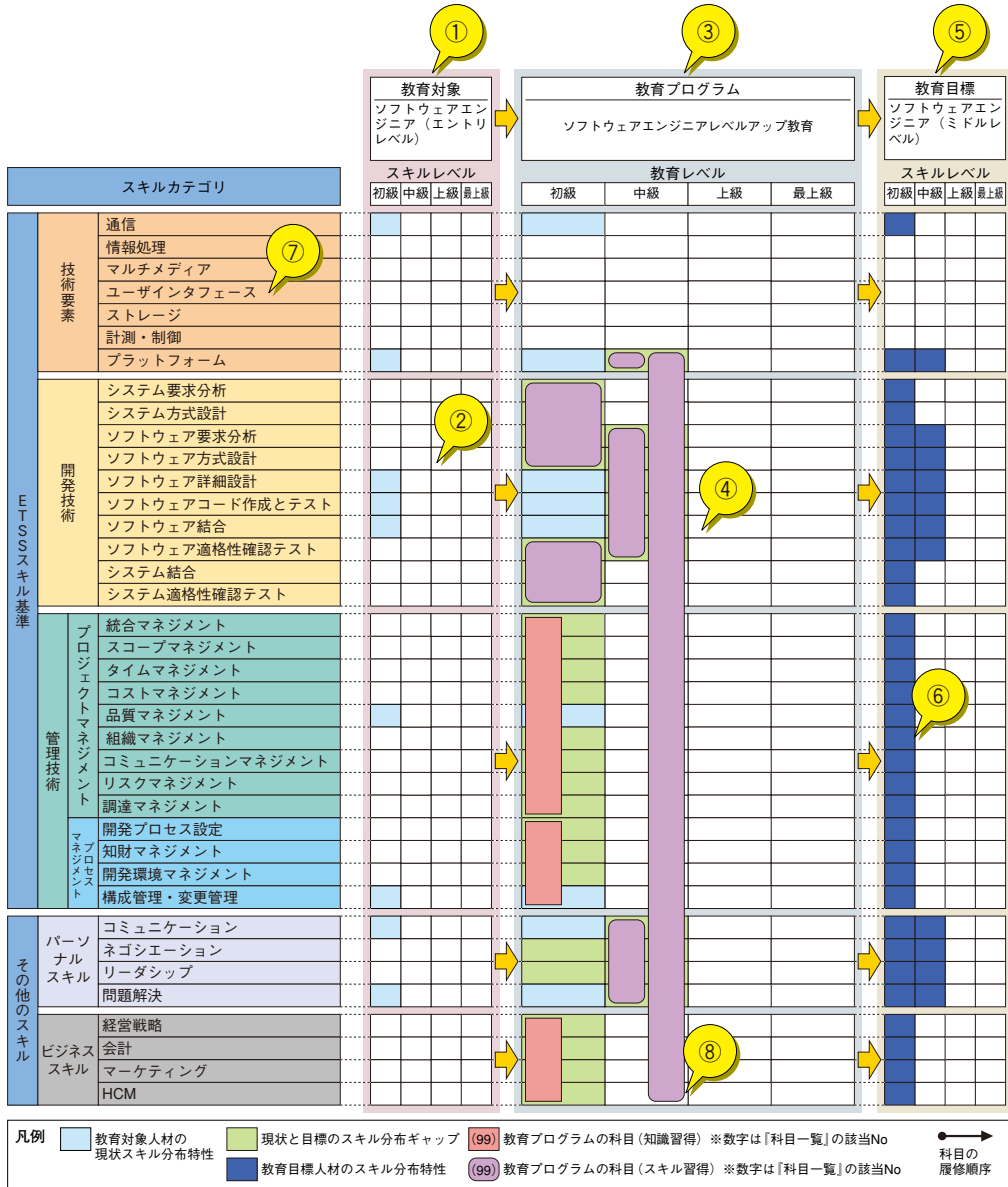 ①
③
⑤
教育対象
ソフトウェアエン
ジニア（エントリ
レベル）
教育プログラム
ソフトウェアエンジニアレベルアップ教育
教育目標
ソフトウェアエン
ジニア（ミドルレ
ベル）
スキルカテゴリ
スキルレベル
初級 中級 上級 最上級
教育レベル
初級 中級 上級 最上級
スキルレベル
初級 中級 上級 最上級
ETSSスキル基準
技術要素
通信
情報処理
⑦
マルチメディア
ユーザインタフェース
ストレージ
計測・制御
プラットフォーム
開発技術
システム要求分析
システム方式設計
②
ソフトウェア要求分析
ソフトウェア方式設計
ソフトウェア詳細設計
④
ソフトウェアコード作成とテスト
ソフトウェア結合
ソフトウェア適格性確認テスト
システム結合
システム適格性確認テスト
管理技術
プロジェクトマネジメント
統合マネジメント
スコープマネジメント
タイムマネジメント
コストマネジメント
⑥
品質マネジメント
組織マネジメント
コミュニケーションマネジメント
リスクマネジメント
調達マネジメント
プロセス
マネジメント
開発プロセス設定
知財マネジメント
開発環境マネジメント
構成管理・変更管理
その他のスキル
パーソ
ナル
スキル
コミュニケーション
ネゴシエーション
リーダシップ
問題解決
ビジネス
スキル
経営戦略
会計
⑧
マーケティング
HCM
凡例
教育対象人材の
現状スキル分布特性
現状と目標のスキル分布ギャップ
教育目標人材のスキル分布特性
(99) 教育プログラムの科目（知識習得）※数字は『科目一覧』の該当No
(99) 教育プログラムの科目（スキル習得）※数字は『科目一覧』の該当No
科目の
履修順序